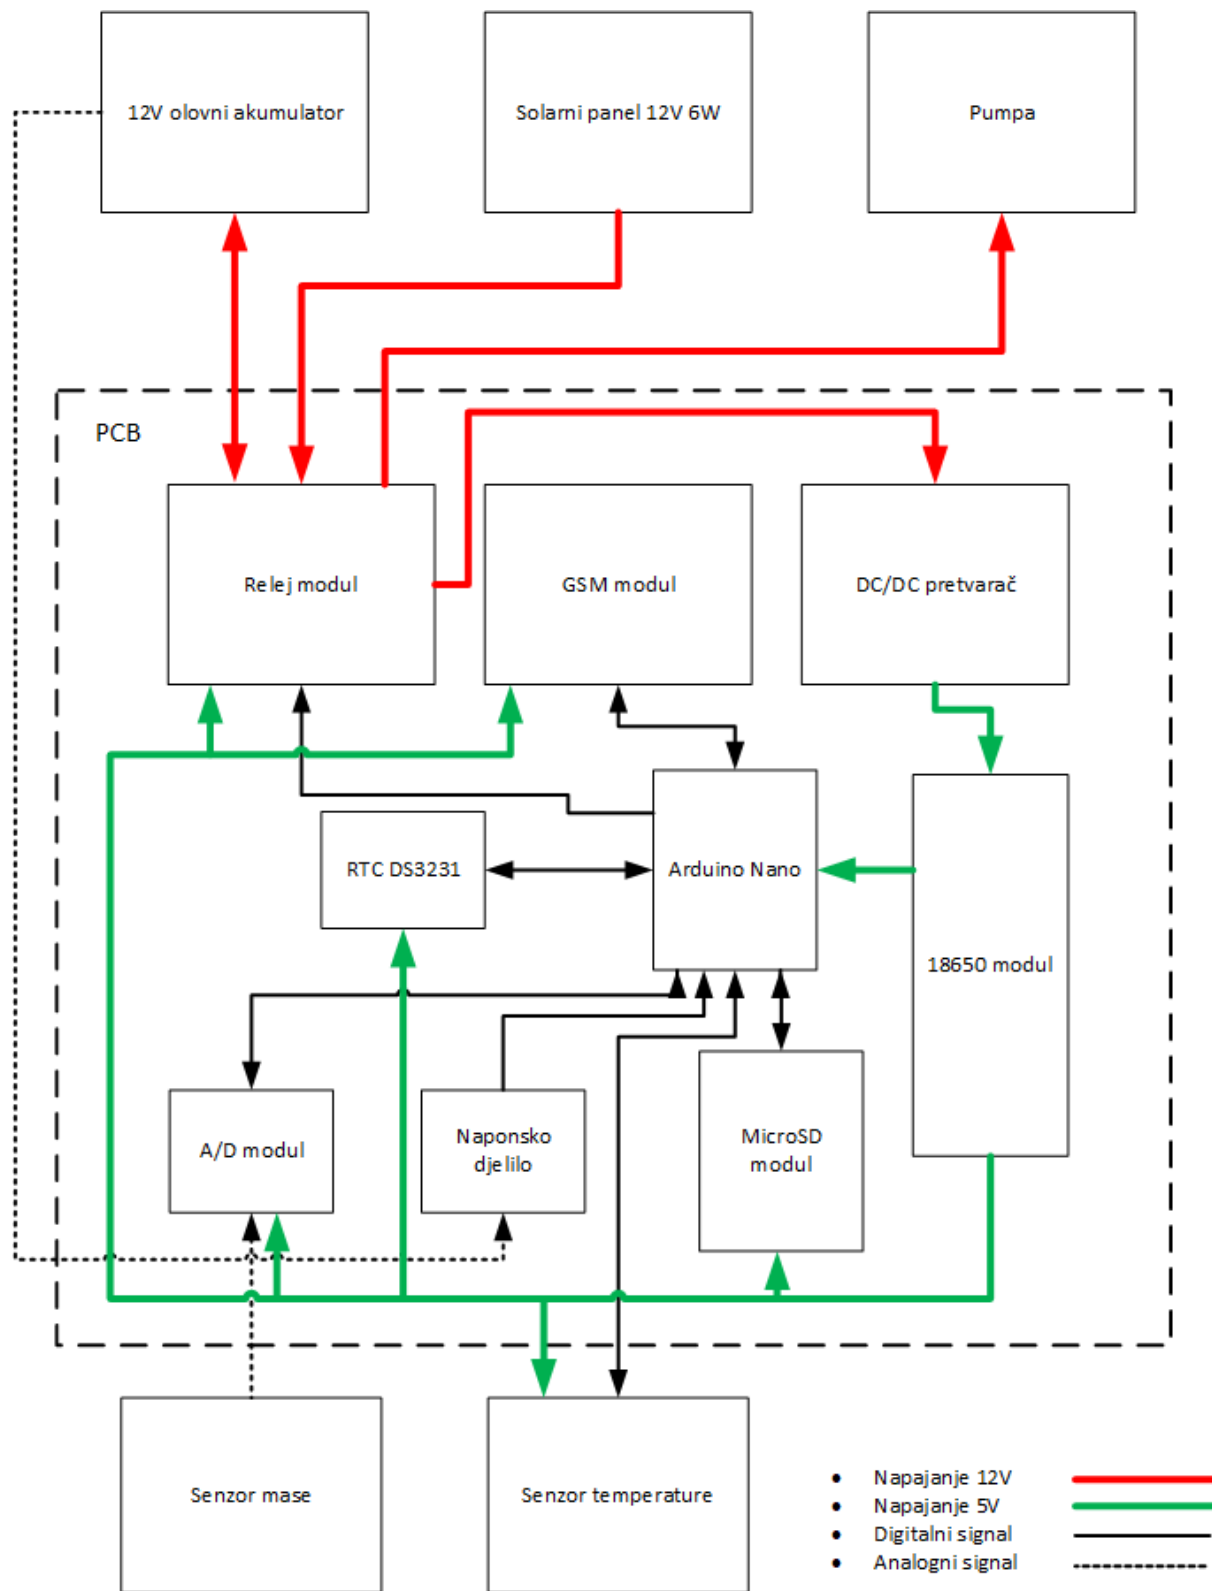 12V olovni akumulator
Solarni panel 12V 6W
Pumpa
PCB
Relej modul
GSM modul
DC/DC pretvarač
RTC DS3231
Arduino Nano
18650 modul
A/D modul
Naponsko
djelilo
MicroSD
modul
Senzor mase
Senzor temperature
• Napajanje 12V
• Napajanje 5V
• Digitalni signal
• Analogni signal